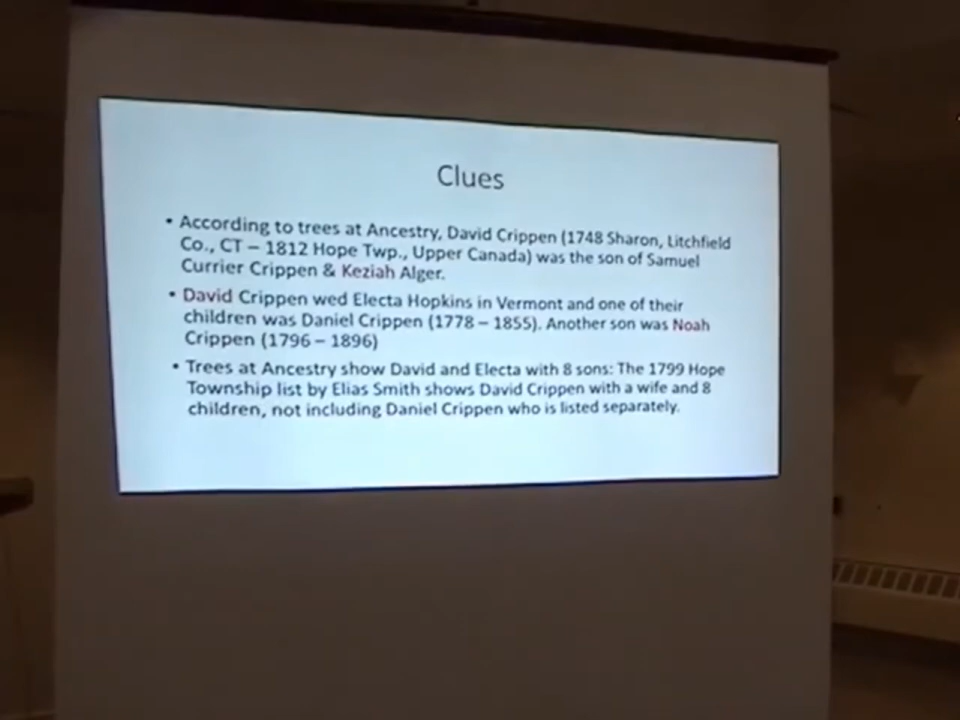 Clues
• According to trees at Ancestry, David Crippen (1748 Sharon, Litchfield
Co., CT – 1812 Hope Twp., Upper Canada) was the son of Samuel
Currier Crippen & Keziah Alger.
• David Crippen wed Electa Hopkins in Vermont and one of their
children was Daniel Crippen (1778 – 1855). Another son was Noah
Crippen (1796 – 1896)
• Trees at Ancestry show David and Electa with 8 sons: The 1799 Hope
Township list by Elias Smith shows David Crippen with a wife and 8
children, not including Daniel Crippen who is listed separately.